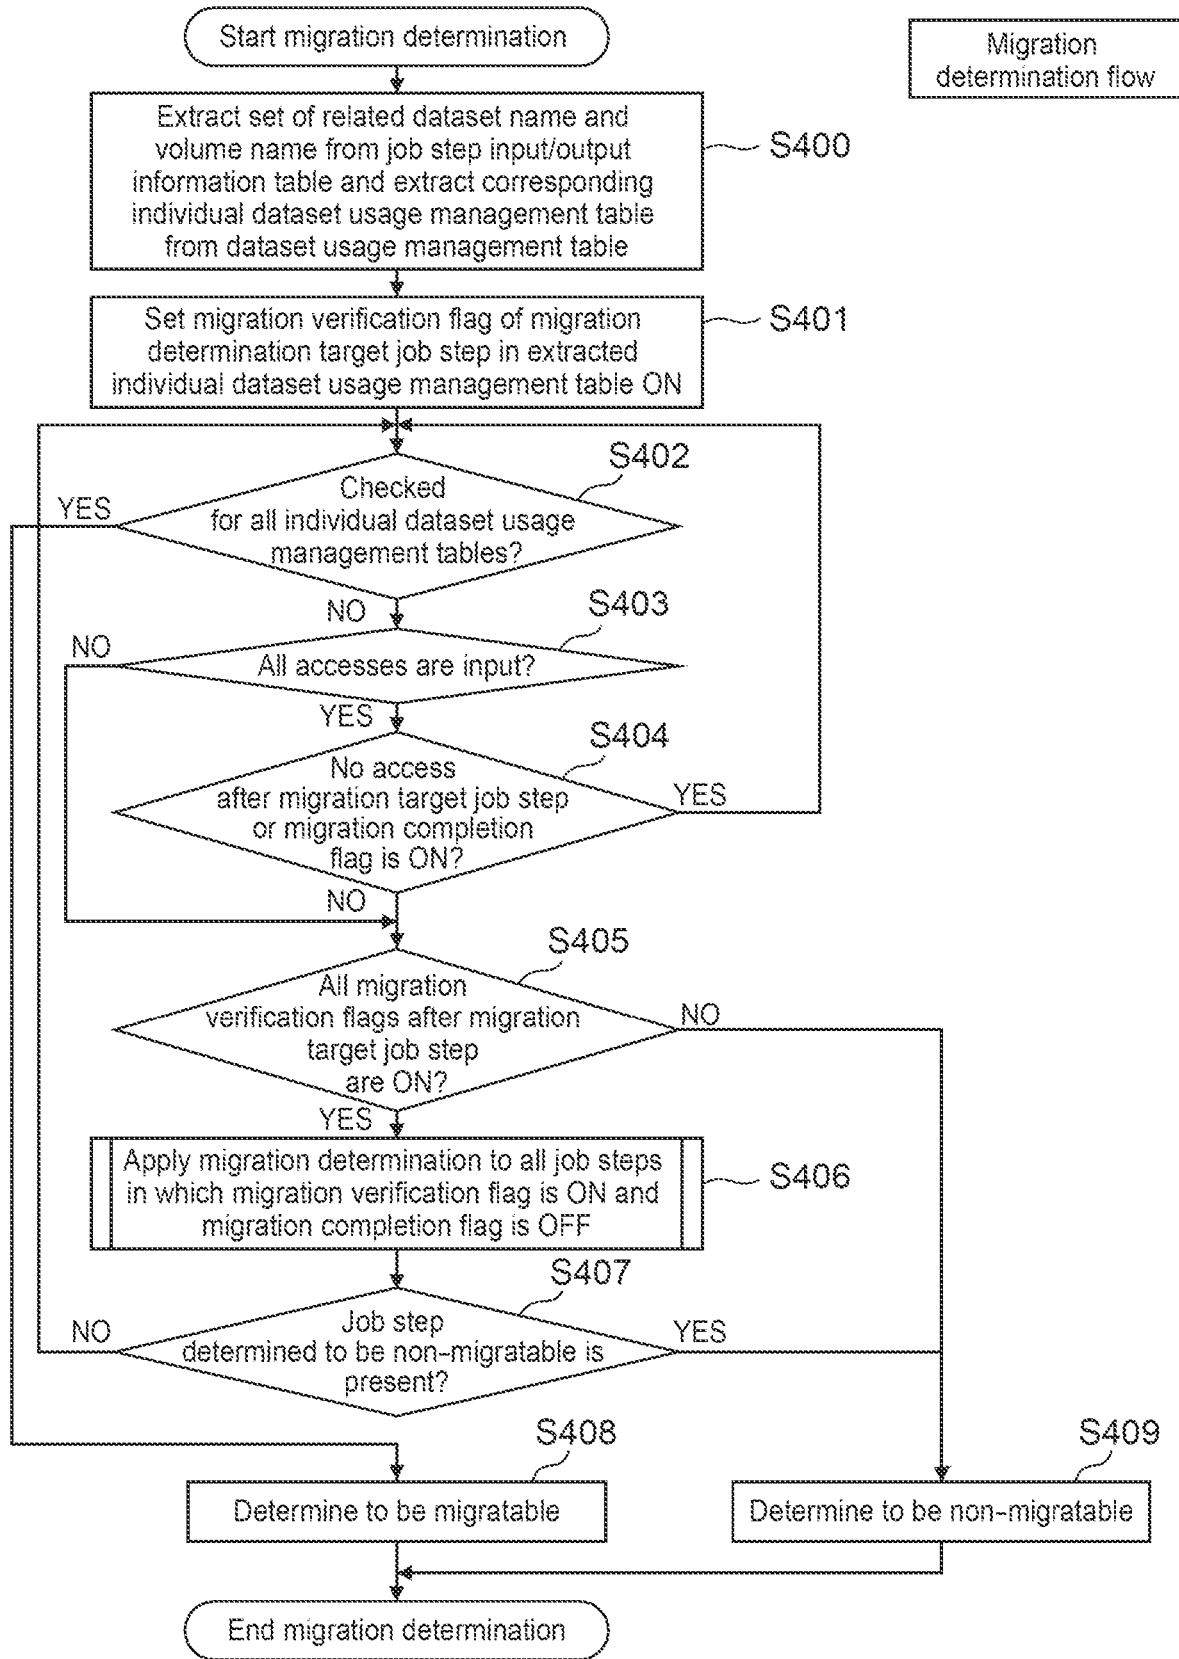 Start migration determination
Migration
determination flow
Extract set of related dataset name and
volume name from job step input/output
information table and extract corresponding
individual dataset usage management table
from dataset usage management table
S400
Set migration verification flag of migration
determination target job step in extracted
individual dataset usage management table ON
S401
S402
YES
Checked
for all individual dataset usage
management tables?
NO
S403
NO
All accesses are input?
YES
S404
No access
after migration target job step
or migration completion
flag is ON?
YES
NO
S405
All migration
verification flags after migration
target job step
are ON?
NO
YES
Apply migration determination to all job steps
in which migration verification flag is ON and
migration completion flag is OFF
S406
S407
NO
Job step
determined to be non-migratable is
present?
YES
S408
S409
Determine to be migratable
Determine to be non-migratable
End migration determination